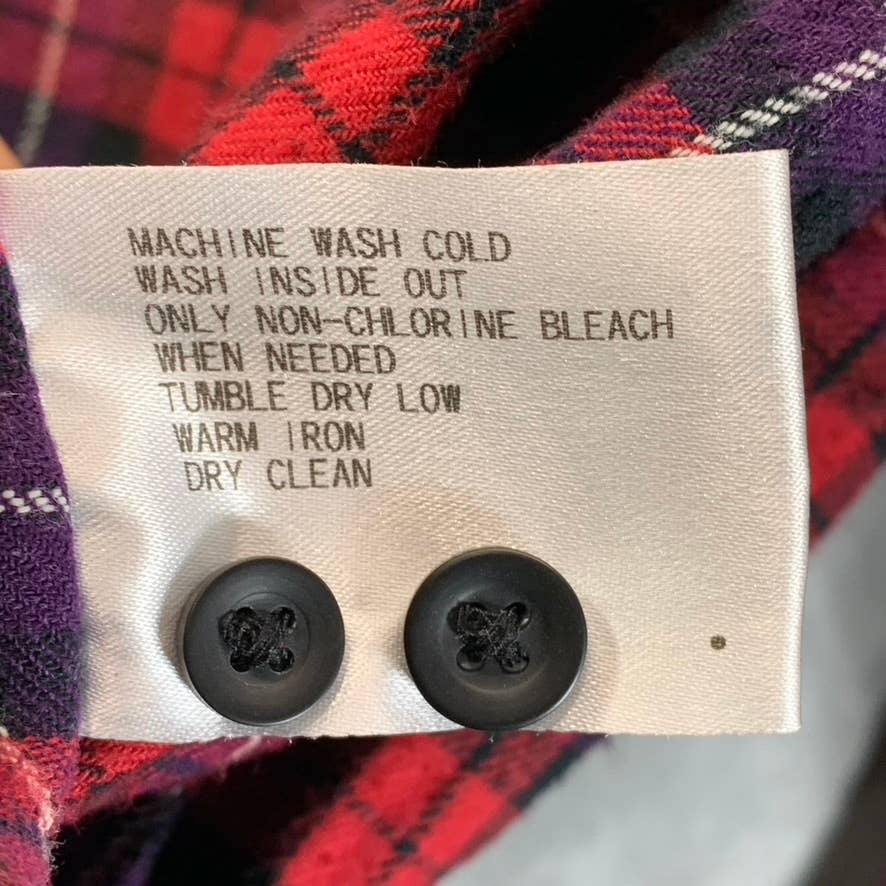 MACHINE WASH COLD
WASH INSIDE OUT
ONLY NON-CHLORINE BLEACH
WHEN NEEDED
TUMBLE DRY LOW
WARM IRON
DRY CLEAN